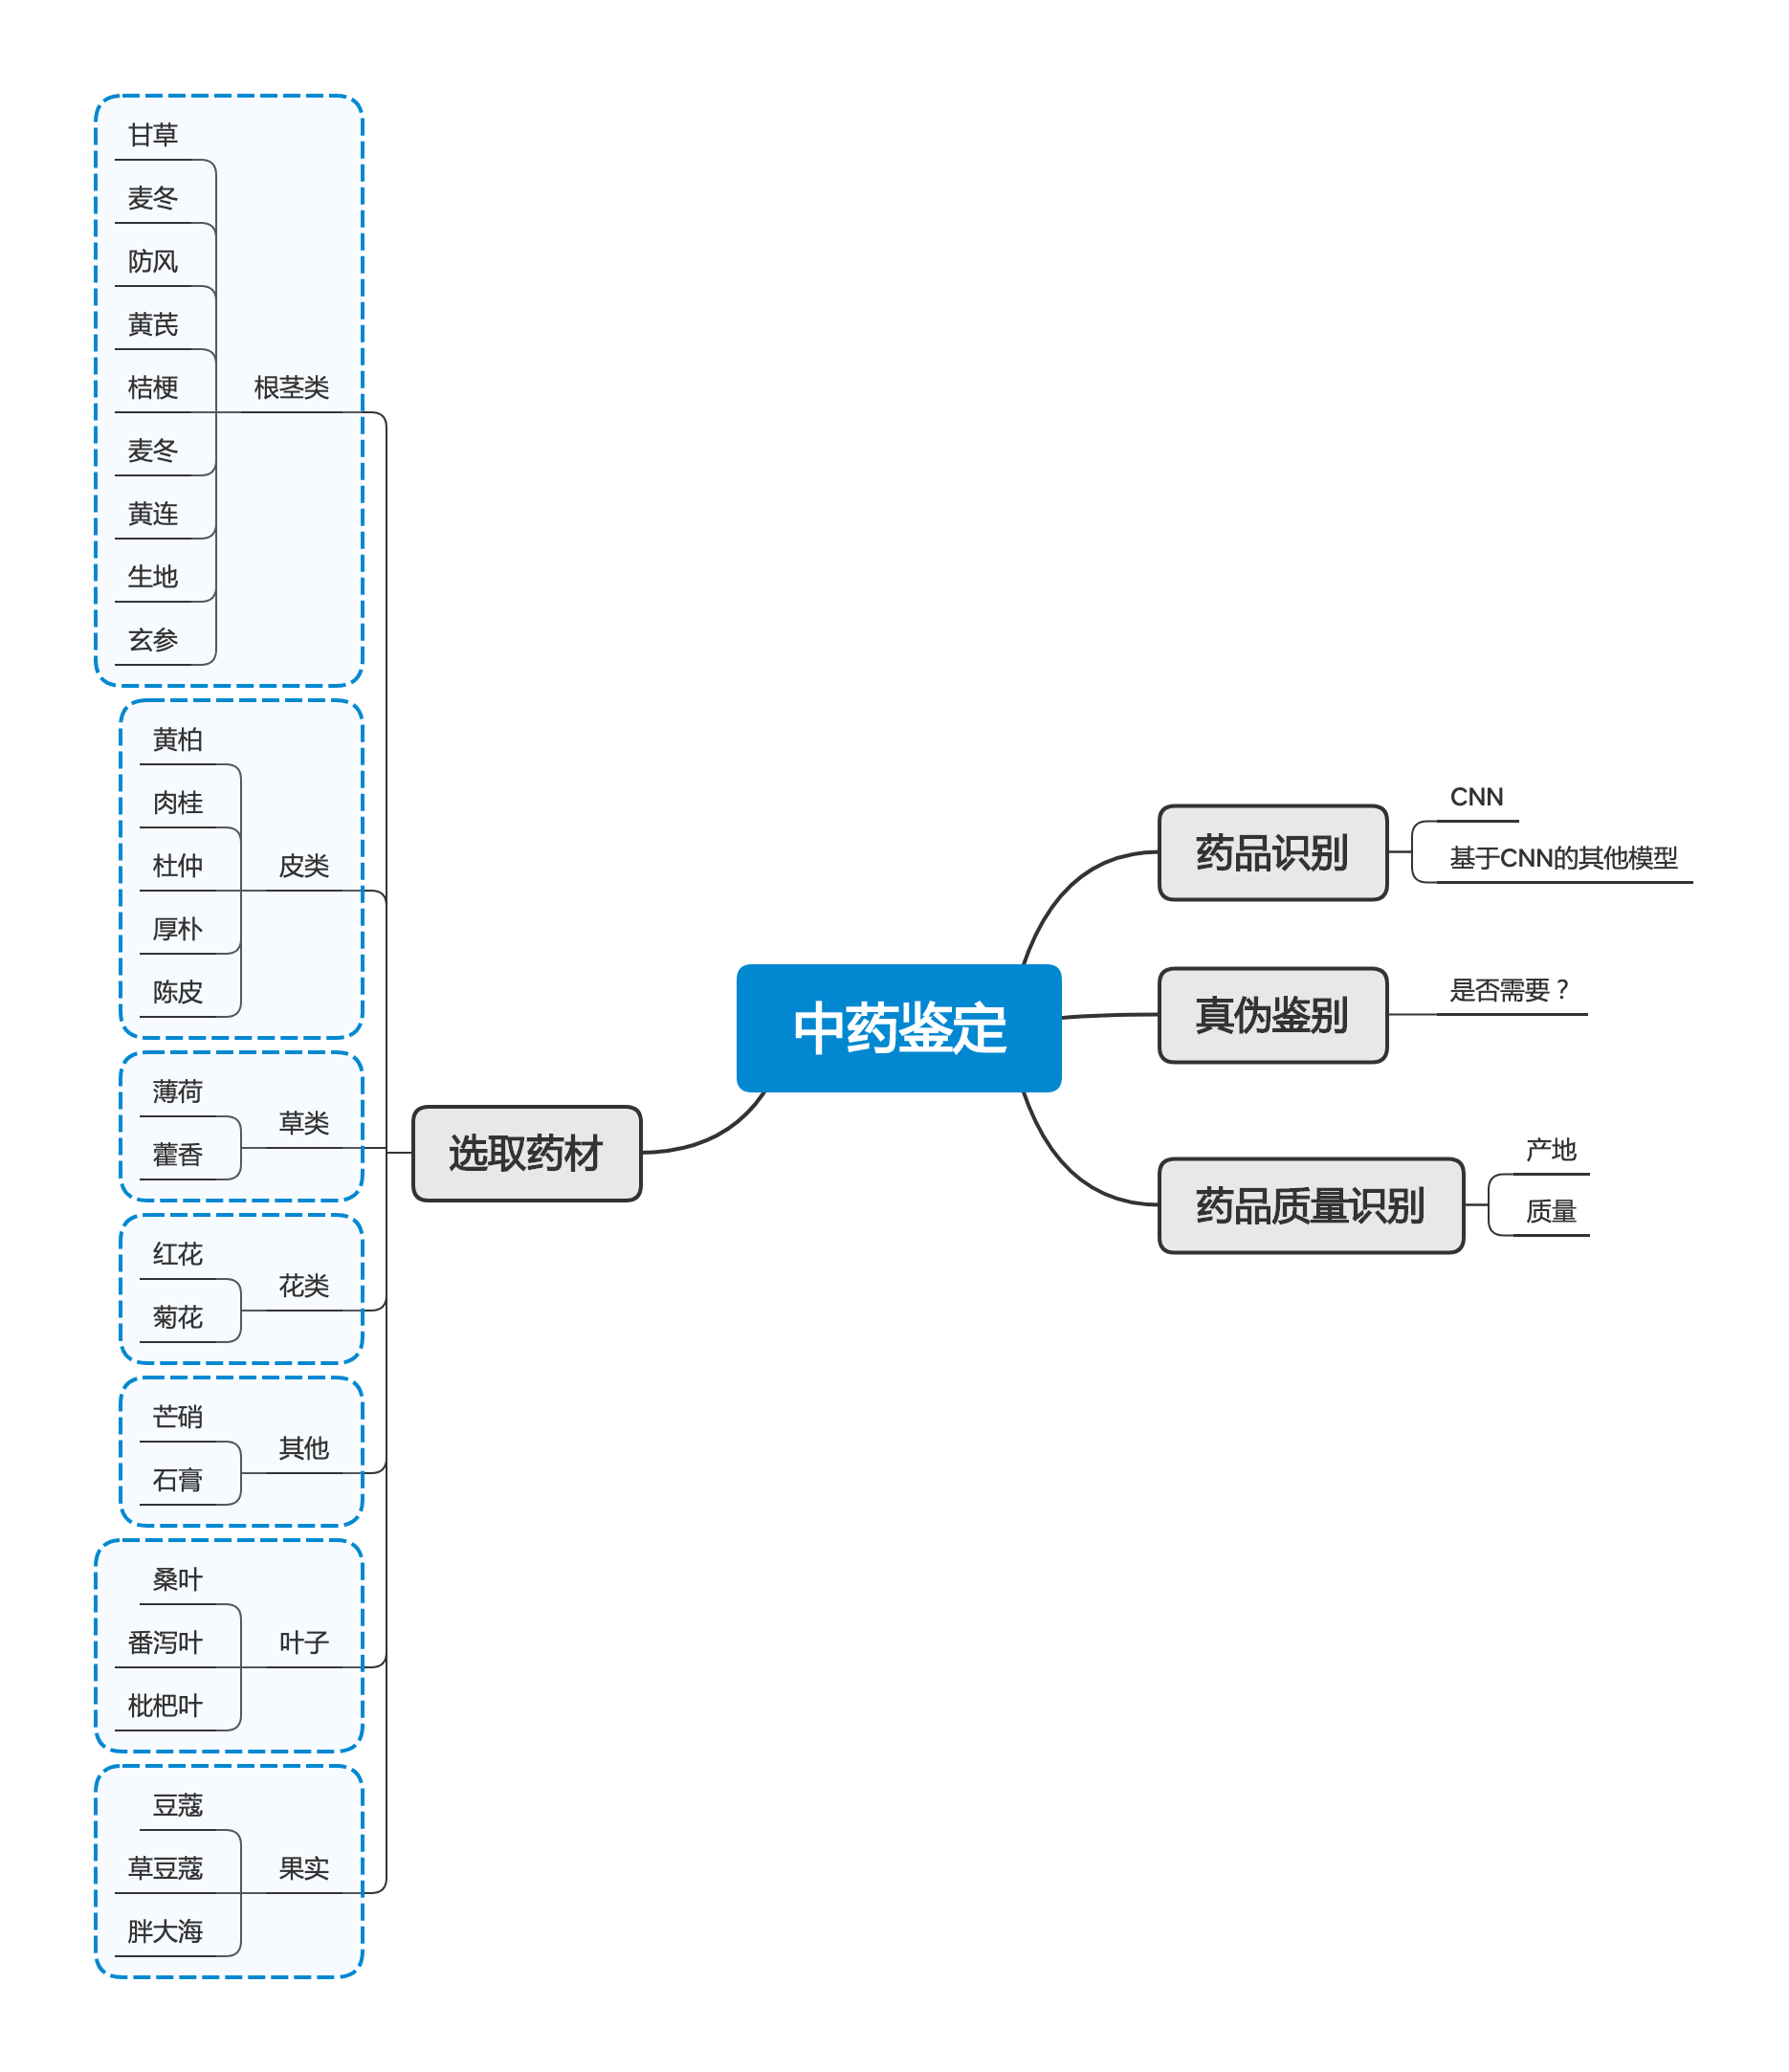 中药鉴定
药品识别
CNN
基于CNN的其他模型
真伪鉴别
是否需要？
药品质量识别
产地
质量
选取药材
根茎类
甘草
麦冬
防风
黄芪
桔梗
麦冬
黄连
生地
玄参
皮类
黄柏
肉桂
杜仲
厚朴
陈皮
草类
薄荷
藿香
花类
红花
菊花
其他
芒硝
石膏
叶子
桑叶
番泻叶
枇杷叶
果实
豆蔻
草豆蔻
胖大海